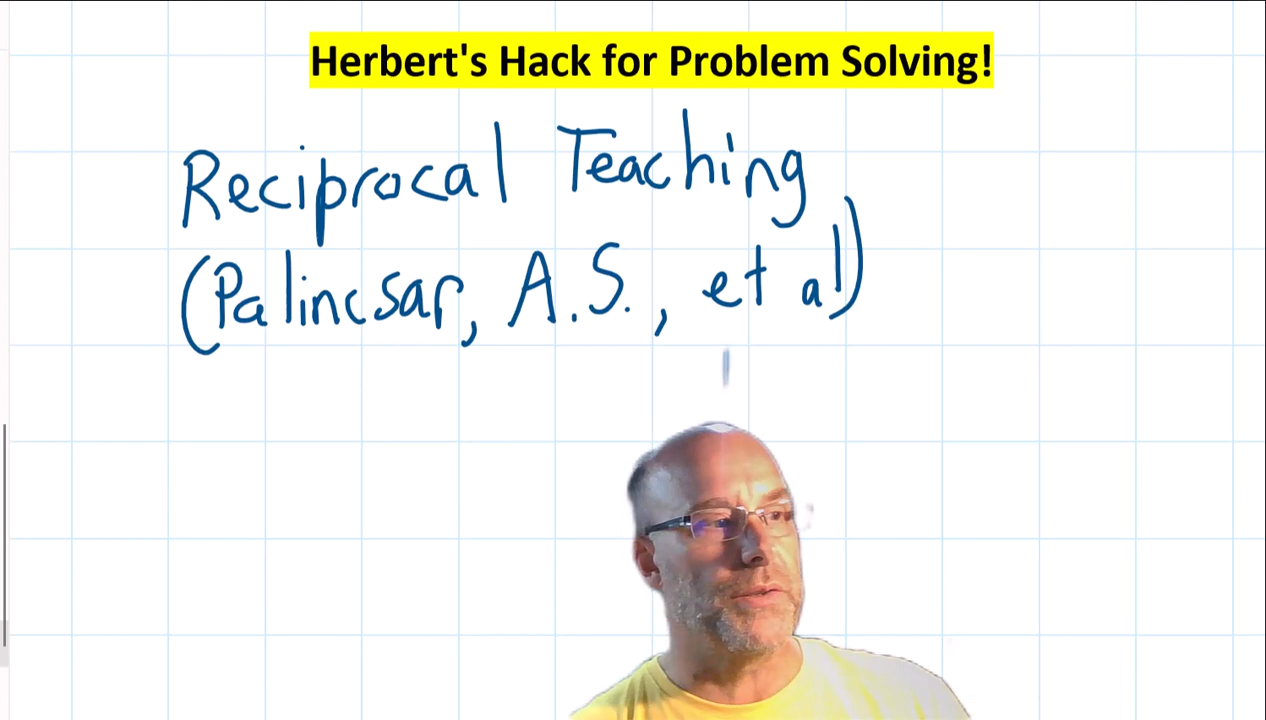 Herbert's Hack for Problem Solving!
Reciprocal Teaching
(Palincsar, A.S., et al)